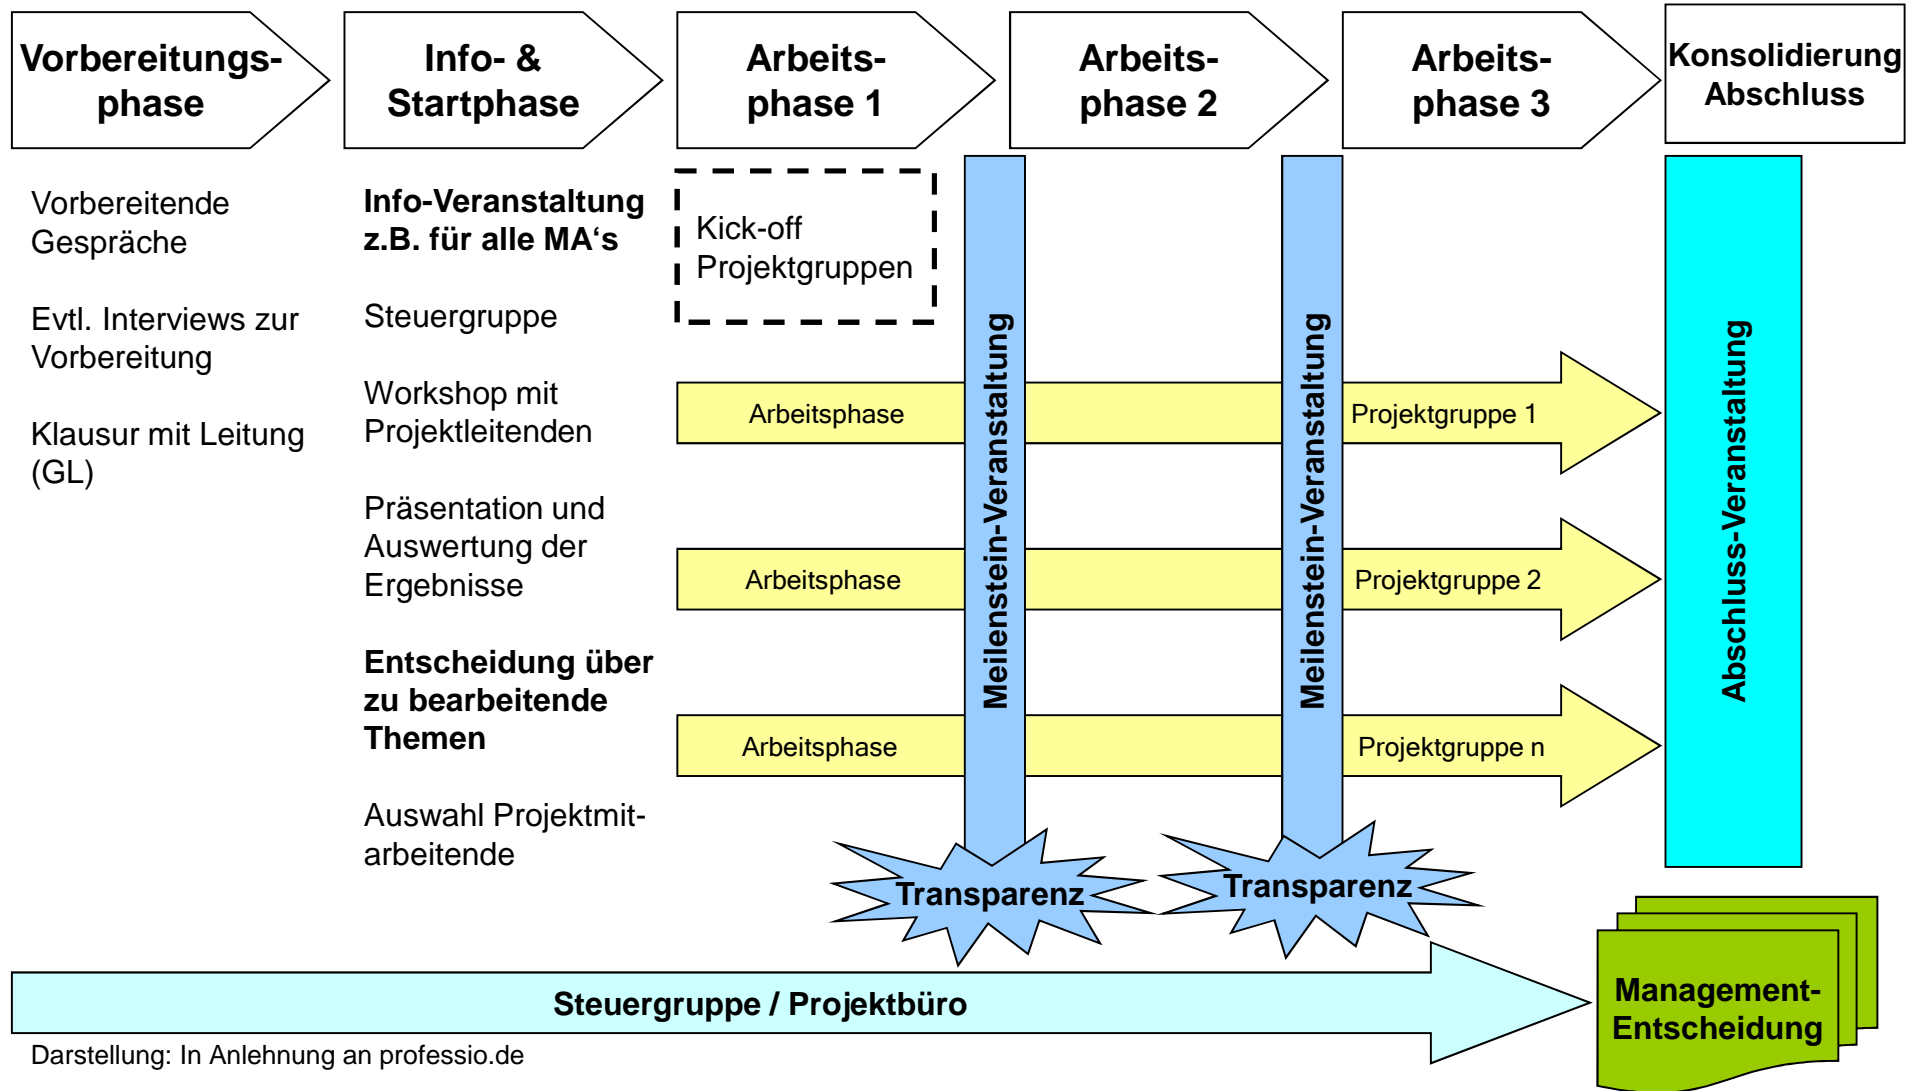 Vorbereitungs-
phase
Info- &
Startphase
Arbeits-
phase 1
Arbeits-
phase 2
Arbeits-
phase 3
Konsolidierung
Abschluss
Vorbereitende
Gespräche
Evtl. Interviews zur
Vorbereitung
Klausur mit Leitung
(GL)
Info-Veranstaltung
z.B. für alle MA‘s
Steuergruppe
Workshop mit
Projektleitenden
Präsentation und
Auswertung der
Ergebnisse
Entscheidung über
zu bearbeitende
Themen
Auswahl Projektmit-
arbeitende
Kick-off
Projektgruppen
Arbeitsphase
Projektgruppe 1
Arbeitsphase
Projektgruppe 2
Arbeitsphase
Projektgruppe n
Meilenstein-Veranstaltung
Meilenstein-Veranstaltung
Abschluss-Veranstaltung
Transparenz
Transparenz
Steuergruppe / Projektbüro
Management-
Entscheidung
Darstellung: In Anlehnung an professio.de